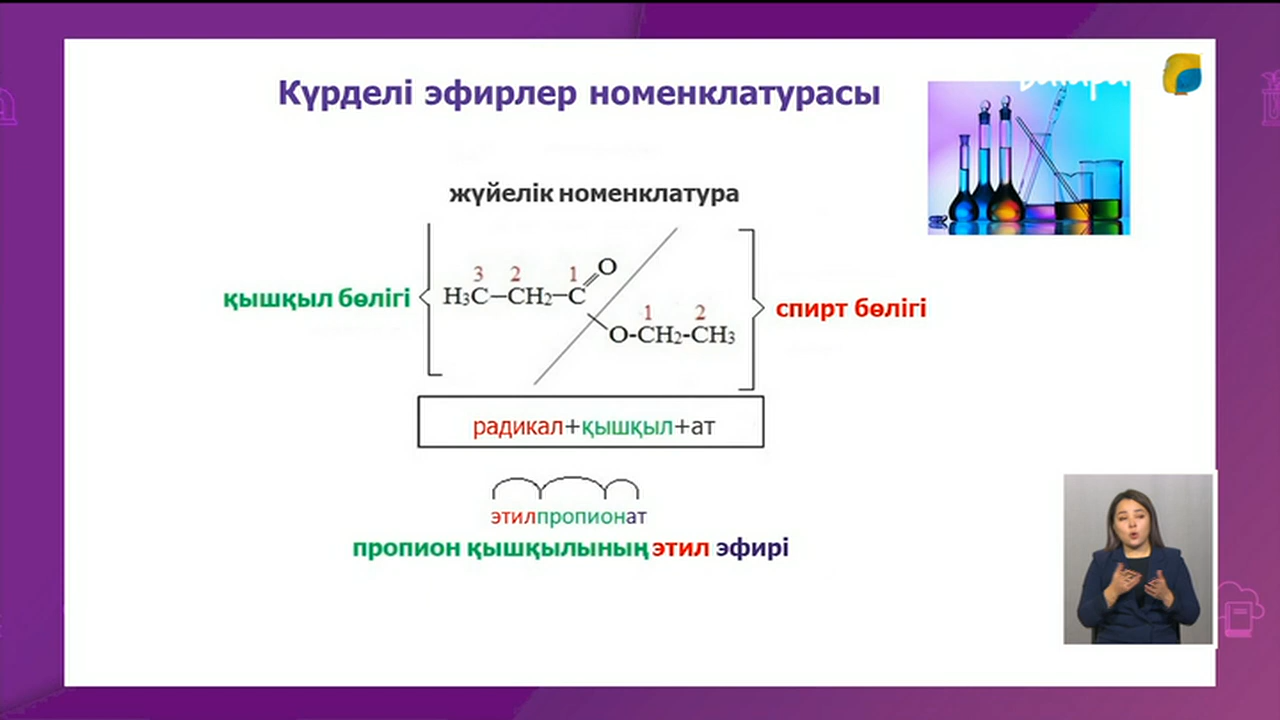 Күрделі эфирлер номенклатурасы
жүйелік номенклатура
қышқыл бөлігі
3 2 1 O
H3C–CH2–C
1 2
O-CH2-CH3
спирт бөлігі
радикал+қышқыл+ат
этилпропионат
пропион қышқылының этил эфирі